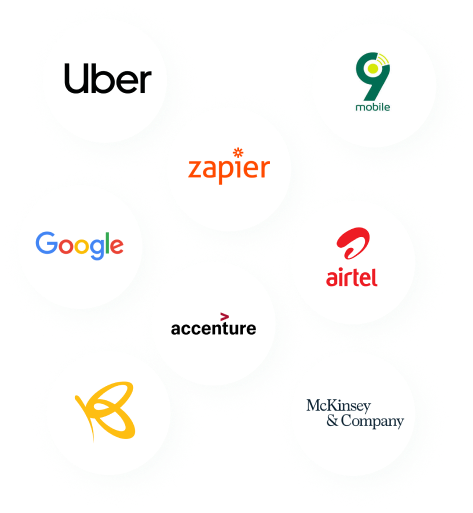 Uber
9
mobile
zapier
Google
airtel
accenture
McKinsey
& Company